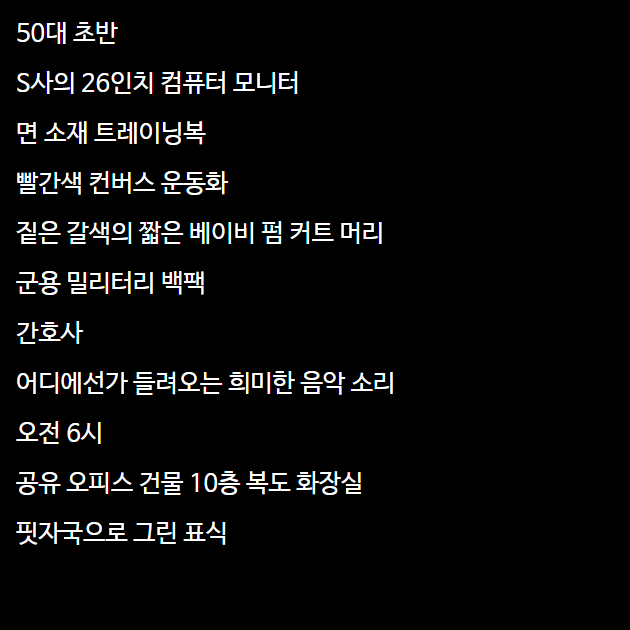 50대 초반
S사의 26인치 컴퓨터 모니터
면 소재 트레이닝복
빨간색 컨버스 운동화
짙은 갈색의 짧은 베이비 펌 커트 머리
군용 밀리터리 백팩
간호사
어디에선가 들려오는 희미한 음악 소리
오전 6시
공유 오피스 건물 10층 복도 화장실
핏자국으로 그린 표식